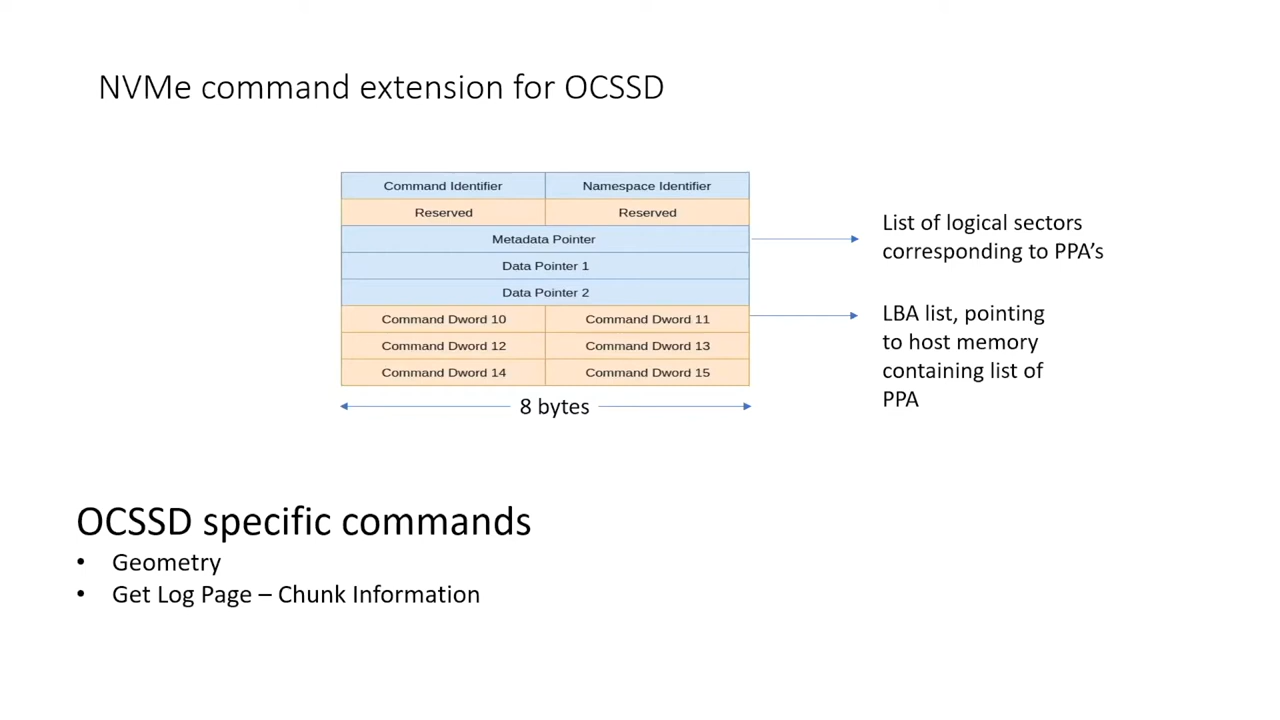 NVMe command extension for OCSSD
Command Identifier Namespace Identifier
Reserved Reserved
Metadata Pointer
Data Pointer 1
Data Pointer 2
Command Dword 10 Command Dword 11
Command Dword 12 Command Dword 13
Command Dword 14 Command Dword 15
8 bytes
List of logical sectors
corresponding to PPA’s
LBA list, pointing
to host memory
containing list of
PPA
OCSSD specific commands
• Geometry
• Get Log Page – Chunk Information